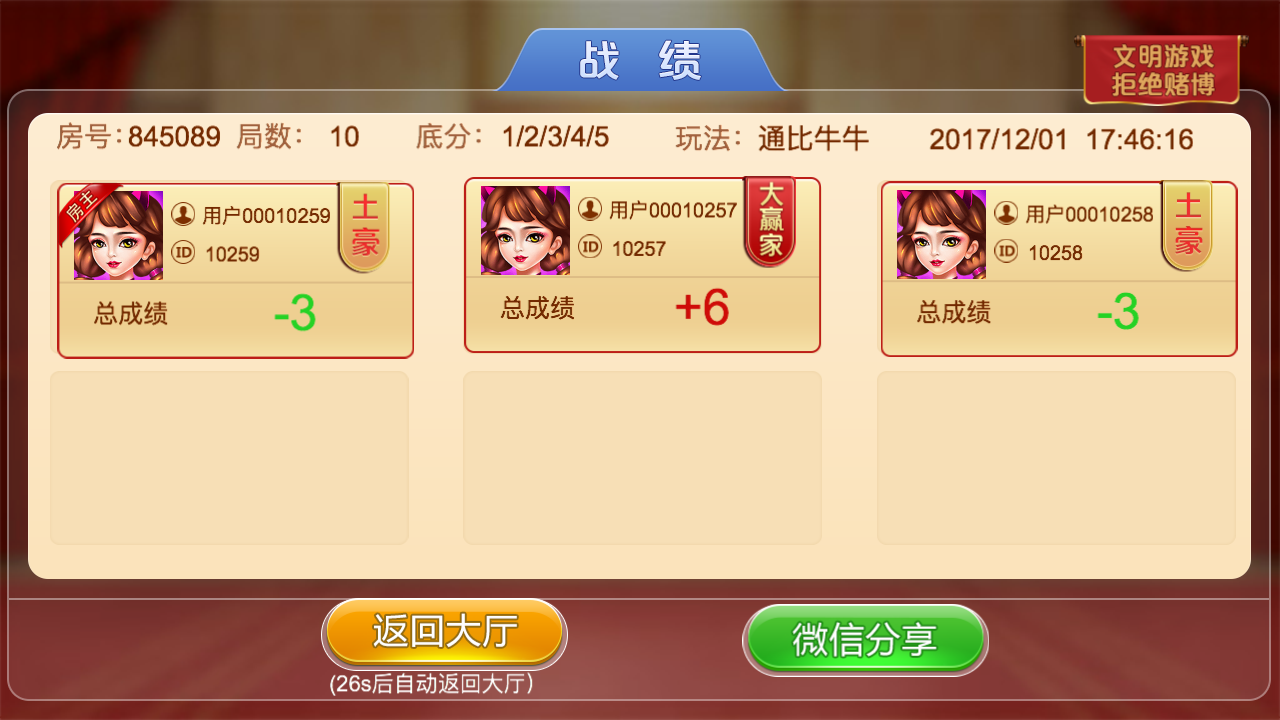 战 绩
文明游戏
拒绝赌博
房号:845089 局数: 10 底分: 1/2/3/4/5 玩法: 通比牛牛 2017/12/01 17:46:16
房主
用户00010259
土豪
ID 10259
总成绩 -3
用户00010257
大赢家
ID 10257
总成绩 +6
用户00010258
土豪
ID 10258
总成绩 -3
返回大厅
(26s后自动返回大厅)
微信分享